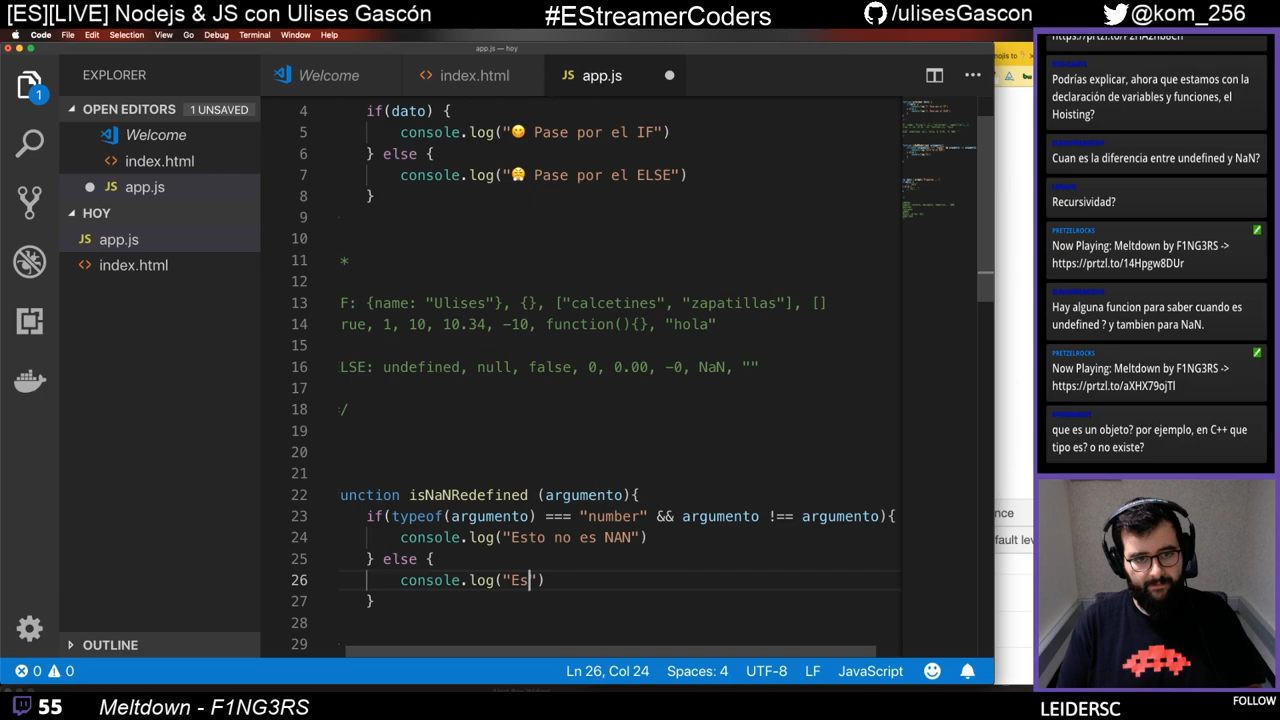 [ES][LIVE] Nodejs & JS con Ulises Gascón
#EStreamerCoders
/ulisesGascon
@kom_256
Code File Edit Selection View Go Debug Terminal Window Help
app.js — hoy
EXPLORER
OPEN EDITORS 1 UNSAVED
Welcome
index.html
app.js
HOY
JS app.js
index.html
OUTLINE
1
Welcome
index.html
JS app.js
4 if(dato) {
5 console.log("😋 Pase por el IF")
6 } else {
7 console.log("😤 Pase por el ELSE")
8 }
9
10
11 *
12
13 F: {name: "Ulises"}, {}, ["calcetines", "zapatillas"], []
14 rue, 1, 10, 10.34, -10, function(){}, "hola"
15
16 LSE: undefined, null, false, 0, 0.00, -0, NaN, ""
17
18 */
19
20
21
22 unction isNaNRedefined (argumento){
23 if(typeof(argumento) === "number" && argumento !== argumento){
24 console.log("Esto no es NAN")
25 } else {
26 console.log("Es")
27 }
28
29
0 0
Ln 26, Col 24 Spaces: 4 UTF-8 LF JavaScript
nce
efault leve
Podrías explicar, ahora que estamos con la
declaración de variables y funciones, el
Hoisting?
Cuan es la diferencia entre undefined y NaN?
Recursividad?
PRETZELROCKS
Now Playing: Meltdown by F1NG3RS ->
https://prtzl.to/14Hpgw8DUr
Hay alguna funcion para saber cuando es
undefined ? y tambien para NaN.
PRETZELROCKS
Now Playing: Meltdown by F1NG3RS ->
https://prtzl.to/aXHX79ojTl
que es un objeto? por ejemplo, en C++ que
tipo es? o no existe?
55
Meltdown - F1NG3RS
LEIDERSC
FOLLOW